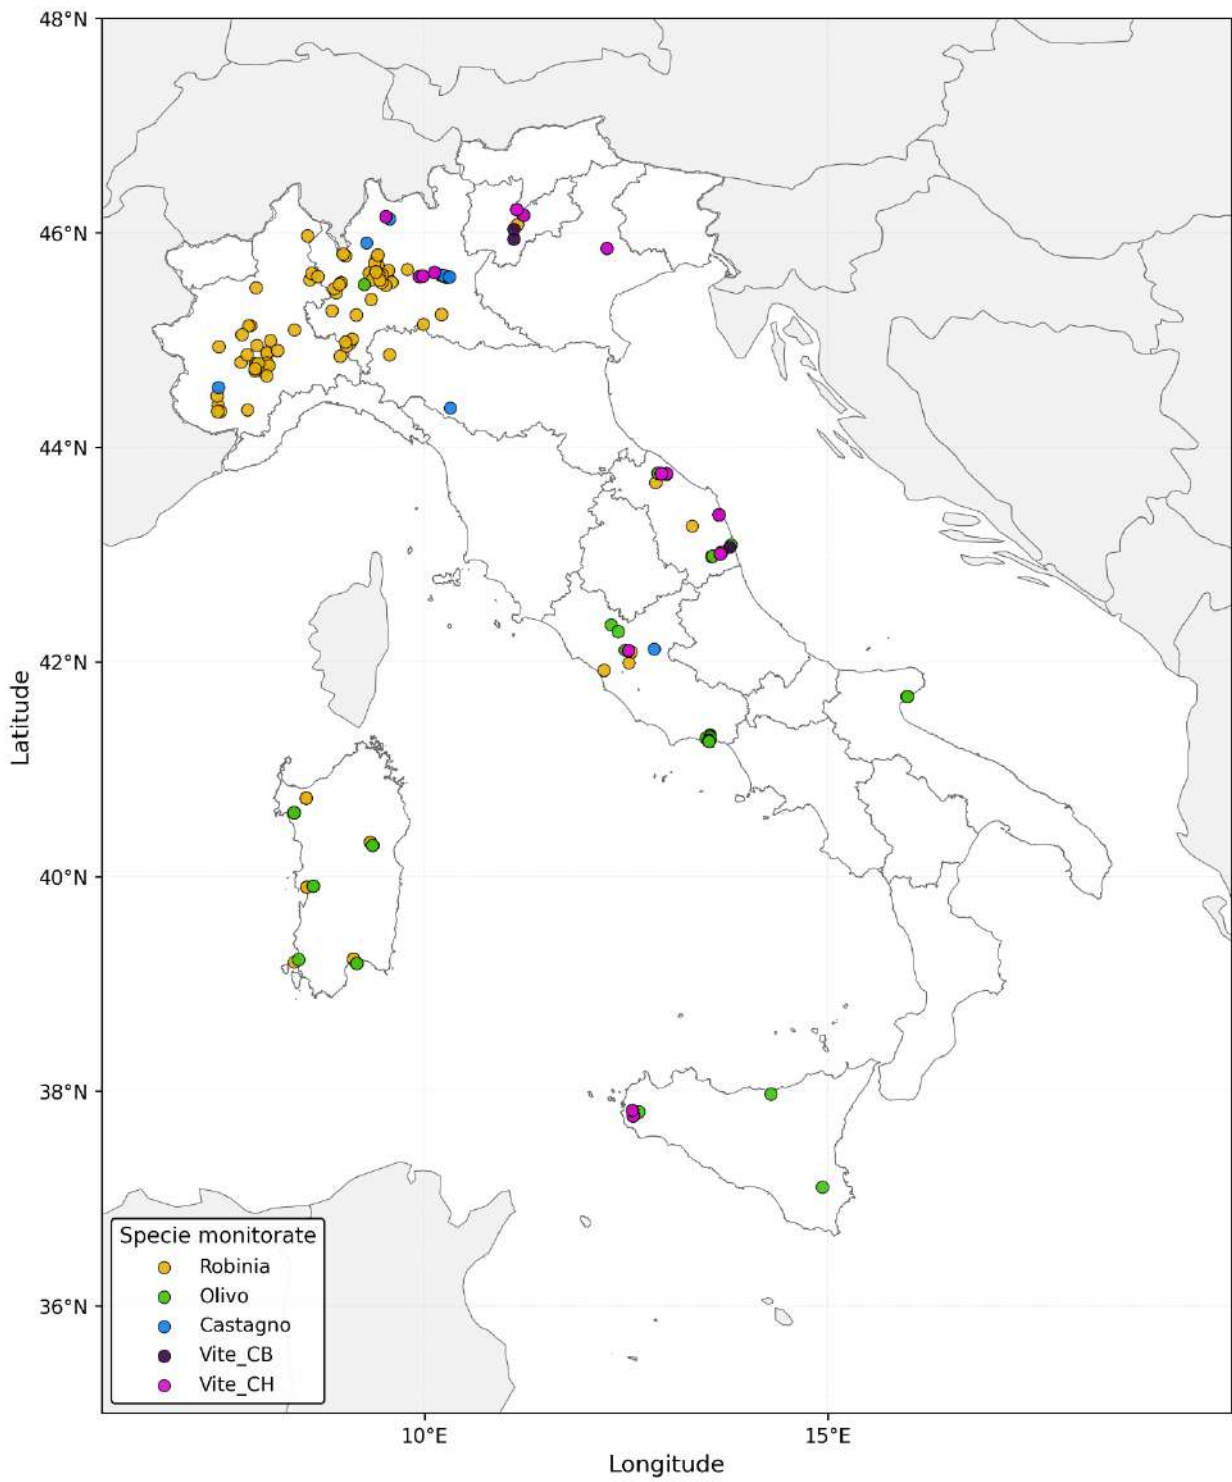 48°N
46°N
44°N
42°N
40°N
38°N
36°N
Latitude
10°E
15°E
Longitude
Specie monitorate
Robinia
Olivo
Castagno
Vite_CB
Vite_CH